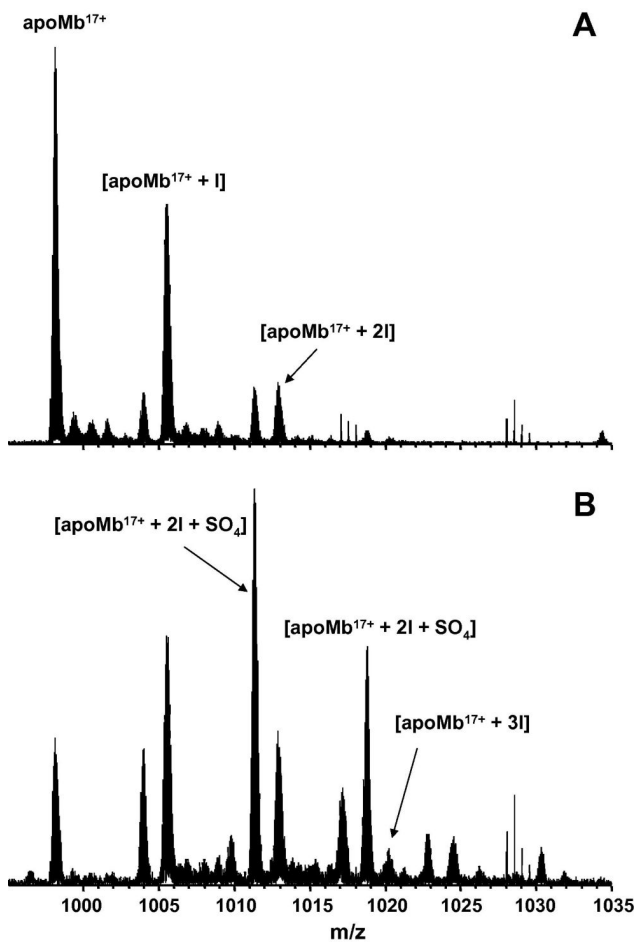 apoMb¹⁷⁺
A
[apoMb¹⁷⁺ + I]
[apoMb¹⁷⁺ + 2I]
B
[apoMb¹⁷⁺ + 2I + SO₄]
[apoMb¹⁷⁺ + 2I + SO₄]
[apoMb¹⁷⁺ + 3I]
1000 1005 1010 1015 1020 1025 1030 1035
m/z